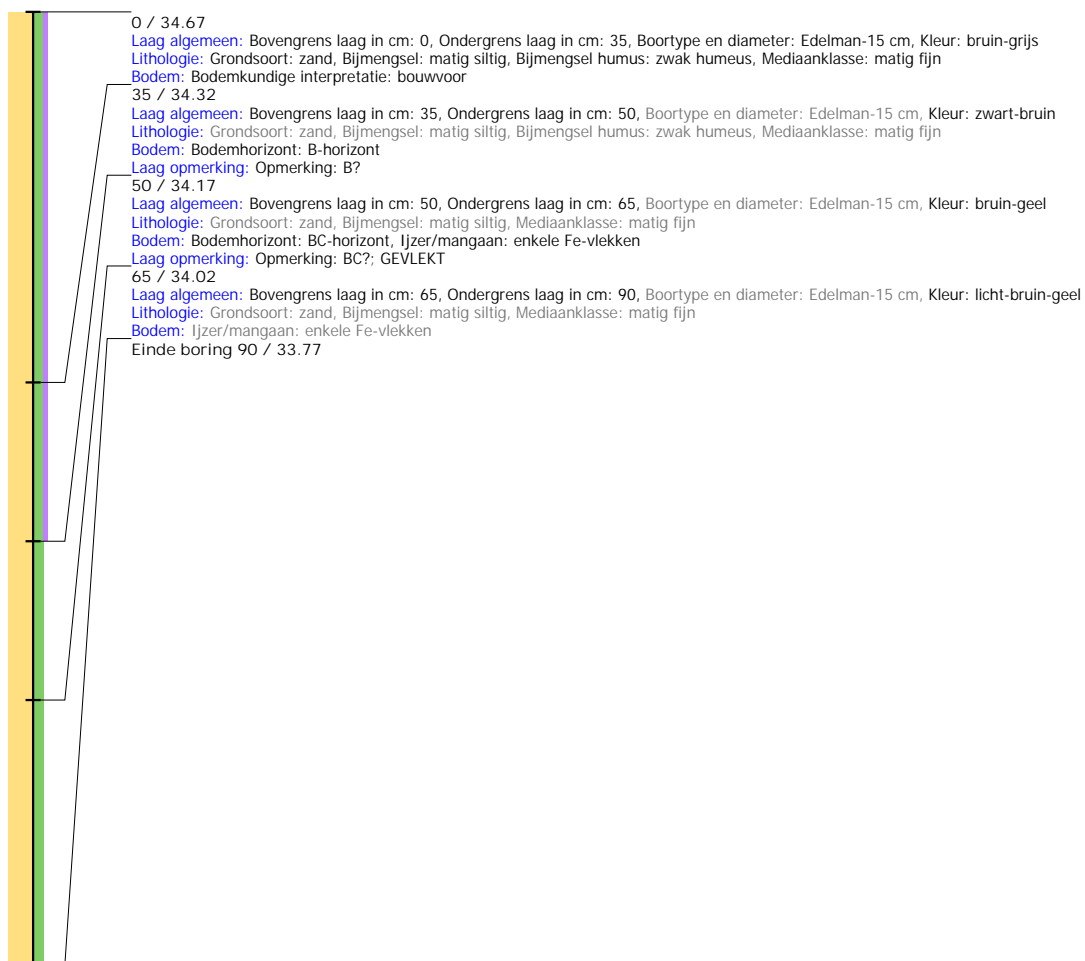 0 / 34.67
Laag algemeen: Bovengrens laag in cm: 0, Ondergrens laag in cm: 35, Boortype en diameter: Edelman-15 cm, Kleur: bruin-grijs
Lithologie: Grondsoort: zand, Bijmengsel: matig siltig, Bijmengsel humus: zwak humeus, Mediaanklasse: matig fijn
Bodem: Bodemkundige interpretatie: bouwvoor
35 / 34.32
Laag algemeen: Bovengrens laag in cm: 35, Ondergrens laag in cm: 50, Boortype en diameter: Edelman-15 cm, Kleur: zwart-bruin
Lithologie: Grondsoort: zand, Bijmengsel: matig siltig, Bijmengsel humus: zwak humeus, Mediaanklasse: matig fijn
Bodem: Bodemhorizont: B-horizont
Laag opmerking: Opmerking: B?
50 / 34.17
Laag algemeen: Bovengrens laag in cm: 50, Ondergrens laag in cm: 65, Boortype en diameter: Edelman-15 cm, Kleur: bruin-geel
Lithologie: Grondsoort: zand, Bijmengsel: matig siltig, Mediaanklasse: matig fijn
Bodem: Bodemhorizont: BC-horizont, Ijzer/mangaan: enkele Fe-vlekken
Laag opmerking: Opmerking: BC?; GEVLEKT
65 / 34.02
Laag algemeen: Bovengrens laag in cm: 65, Ondergrens laag in cm: 90, Boortype en diameter: Edelman-15 cm, Kleur: licht-bruin-geel
Lithologie: Grondsoort: zand, Bijmengsel: matig siltig, Mediaanklasse: matig fijn
Bodem: Ijzer/mangaan: enkele Fe-vlekken
Einde boring 90 / 33.77